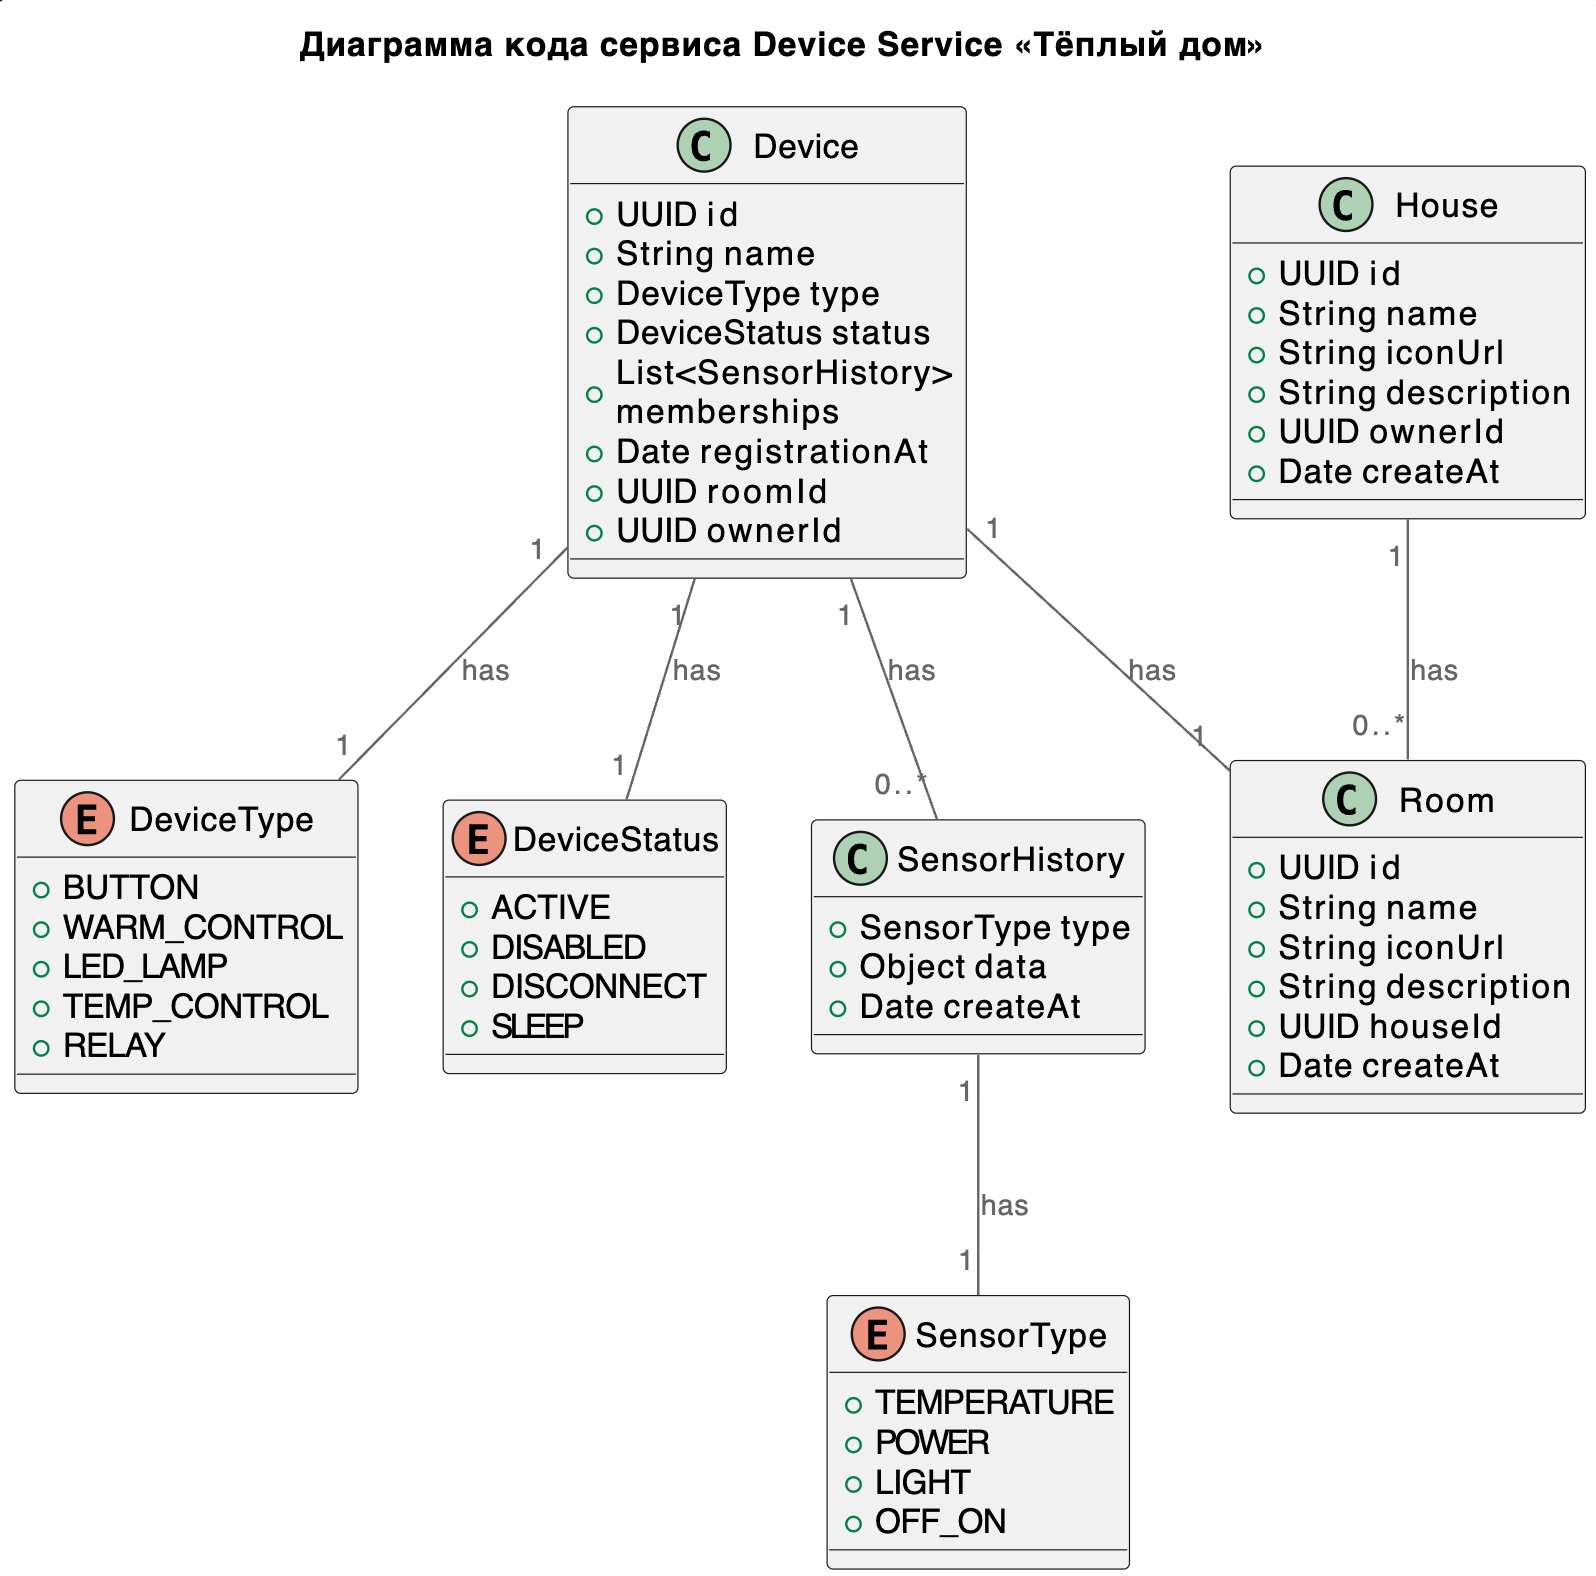 Диаграмма кода сервиса Device Service «Тёплый дом»
C Device
UUID id
String name
DeviceType type
DeviceStatus status
List<SensorHistory>
memberships
Date registrationAt
UUID roomId
UUID ownerId
C House
UUID id
String name
String iconUrl
String description
UUID ownerId
Date createAt
1
has
1
1
has
1
1
has
0..*
1
has
1
1
has
0..*
E DeviceType
BUTTON
WARM_CONTROL
LED_LAMP
TEMP_CONTROL
RELAY
E DeviceStatus
ACTIVE
DISABLED
DISCONNECT
SLEEP
C SensorHistory
SensorType type
Object data
Date createAt
C Room
UUID id
String name
String iconUrl
String description
UUID houseId
Date createAt
1
has
1
E SensorType
TEMPERATURE
POWER
LIGHT
OFF_ON